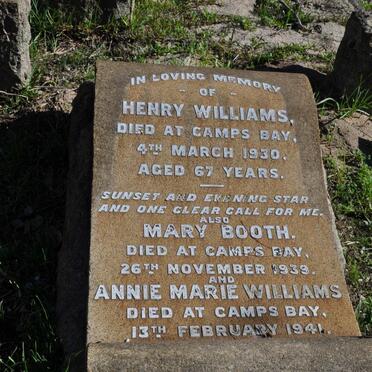 IN LOVING MEMORY
OF
HENRY WILLIAMS,
DIED AT CAMPS BAY,
4TH MARCH 1930.
AGED 67 YEARS.
SUNSET AND EVENING STAR
AND ONE CLEAR CALL FOR ME.
ALSO
MARY BOOTH.
DIED AT CAMPS BAY,
26TH NOVEMBER 1939.
AND
ANNIE MARIE WILLIAMS
DIED AT CAMPS BAY,
13TH FEBRUARY 1941.